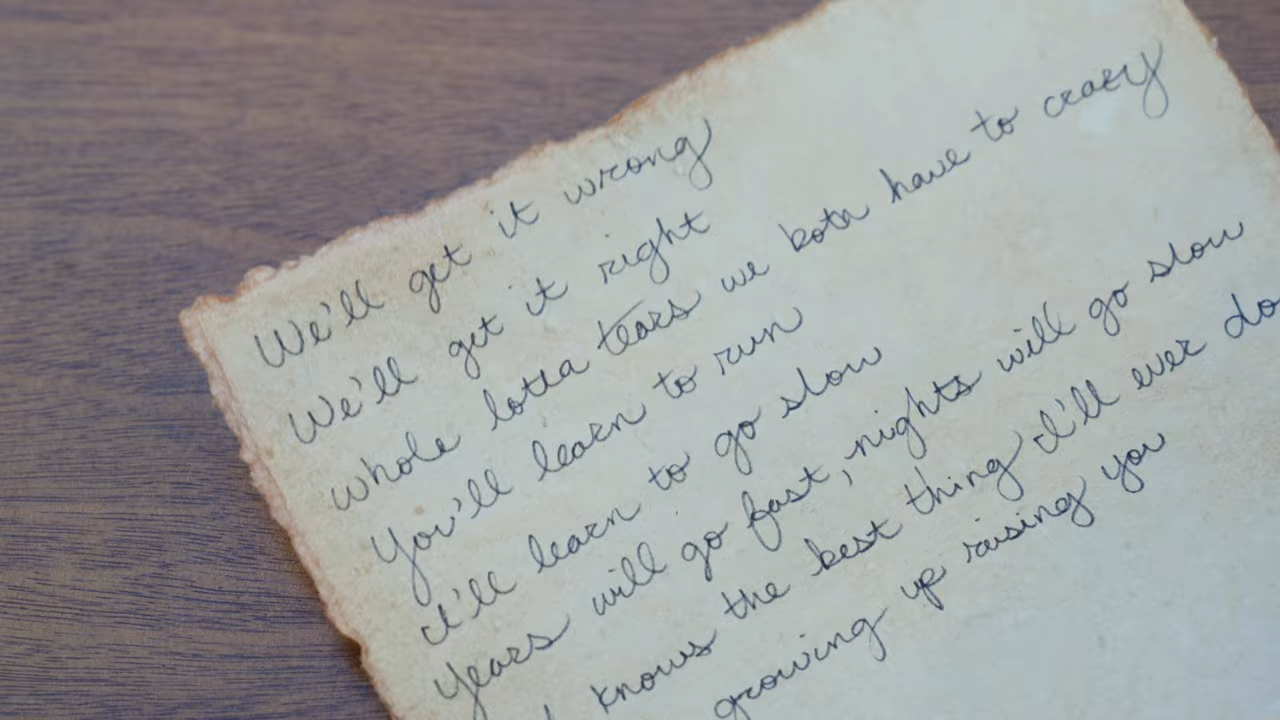 We'll get it wrong
We'll get it right
whole lotta tears we both have to crazy
You'll learn to run
I'll learn to go slow
Years will go fast, nights will go slow
knows the best thing I'll ever do
growing up raising you